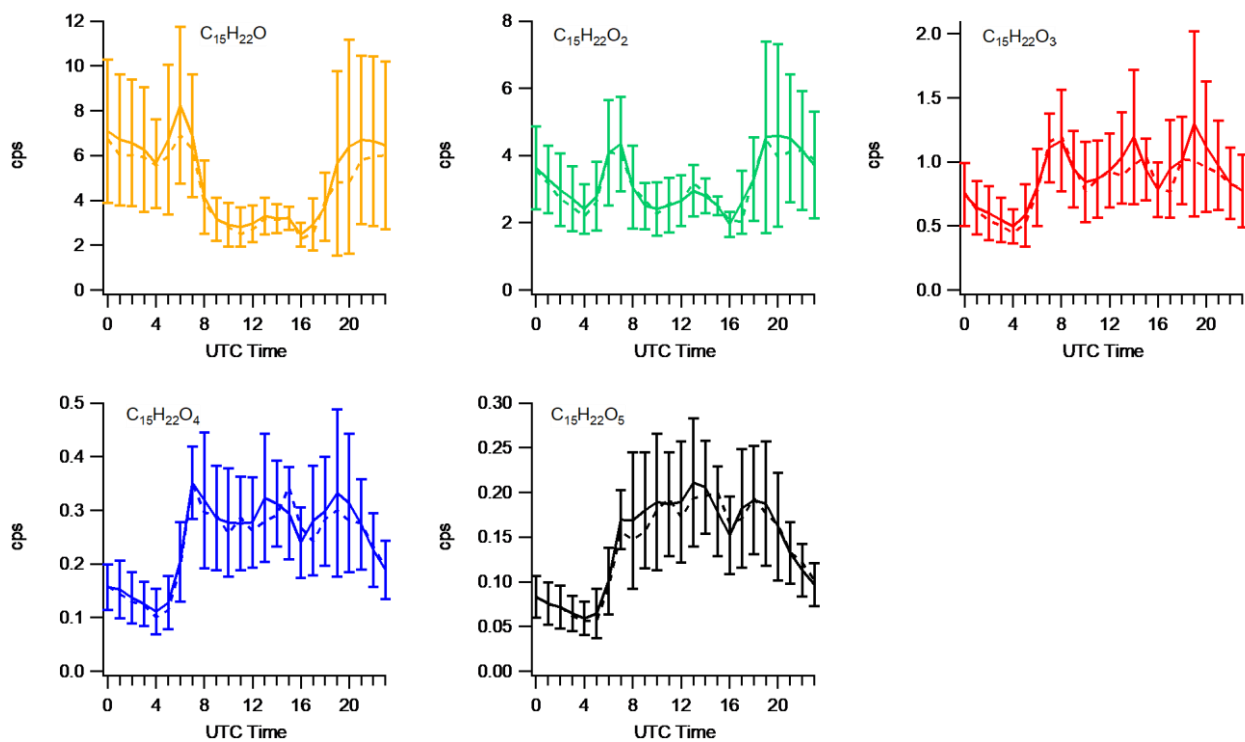 C₁₅H₂₂O
cps
12
10
8
6
4
2
0
0 4 8 12 16 20
UTC Time
C₁₅H₂₂O₂
cps
8
6
4
2
0
0 4 8 12 16 20
UTC Time
C₁₅H₂₂O₃
cps
2.0
1.5
1.0
0.5
0.0
0 4 8 12 16 20
UTC Time
C₁₅H₂₂O₄
cps
0.5
0.4
0.3
0.2
0.1
0.0
0 4 8 12 16 20
UTC Time
C₁₅H₂₂O₅
cps
0.30
0.25
0.20
0.15
0.10
0.05
0.00
0 4 8 12 16 20
UTC Time